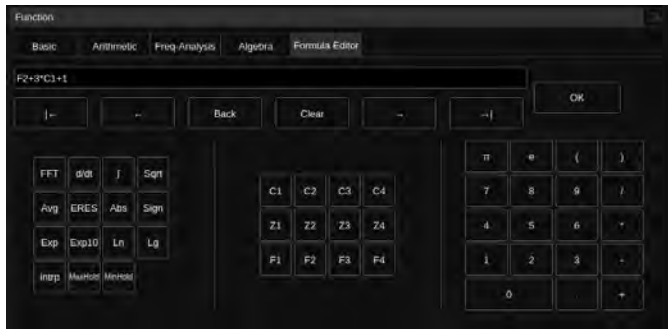 Function
Basic Arithmetic Freq-Analysis Algebra Formula Editor
F2+3*C1+1
OK
|← ← Back Clear → →|
π e ( )
FFT d/dt ∫ Sqrt
C1 C2 C3 C4
7 8 9 /
Avg ERES Abs Sign
Z1 Z2 Z3 Z4
4 5 6 *
Exp Exp10 Ln Lg
F1 F2 F3 F4
1 2 3 -
Intrp MaxHold MinHold
0 . +